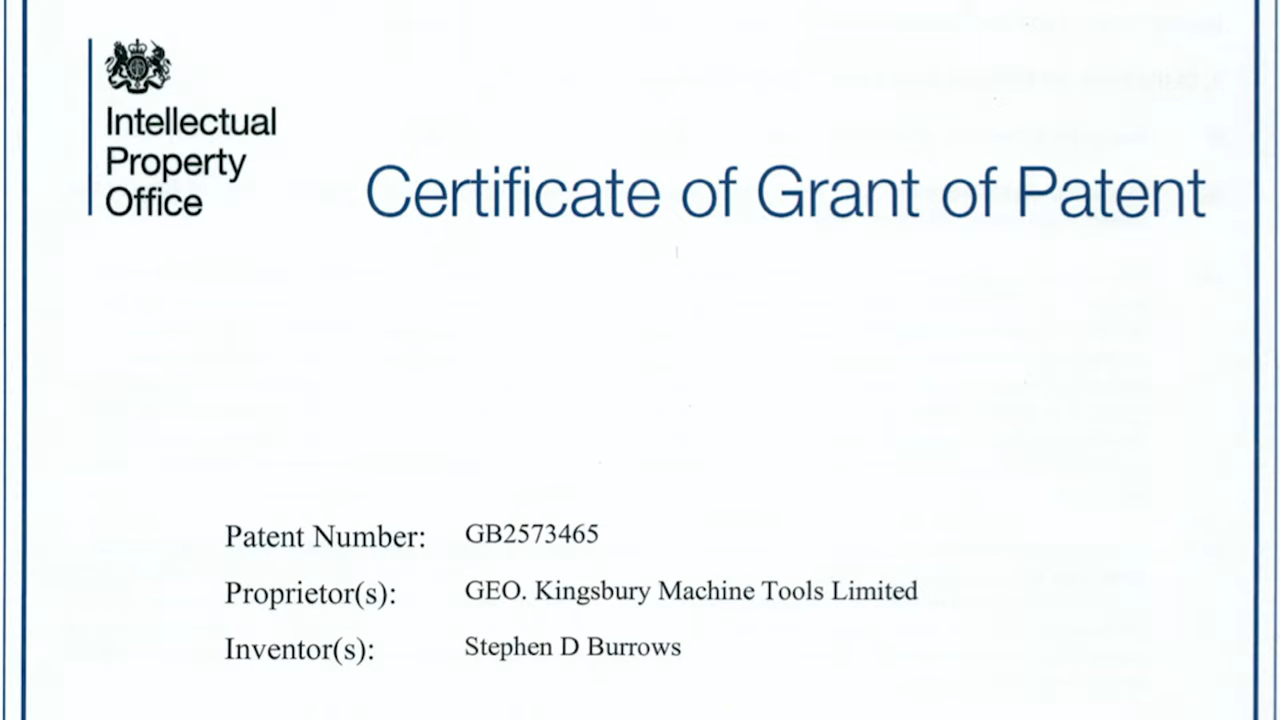 Intellectual
Property
Office
Certificate of Grant of Patent
Patent Number: GB2573465
Proprietor(s): GEO. Kingsbury Machine Tools Limited
Inventor(s): Stephen D Burrows